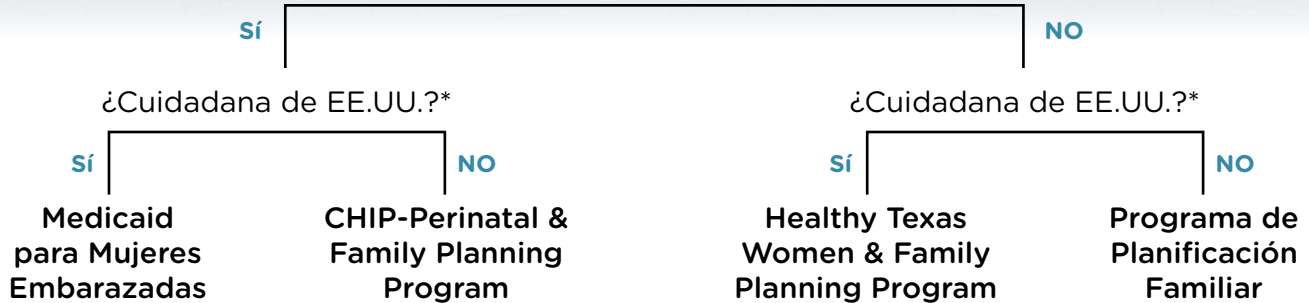 Sí
NO
¿Cuidadana de EE.UU.?*
¿Cuidadana de EE.UU.?*
Sí
NO
Sí
NO
Medicaid
para Mujeres
Embarazadas
CHIP-Perinatal &
Family Planning
Program
Healthy Texas
Women & Family
Planning Program
Programa de
Planificación
Familiar